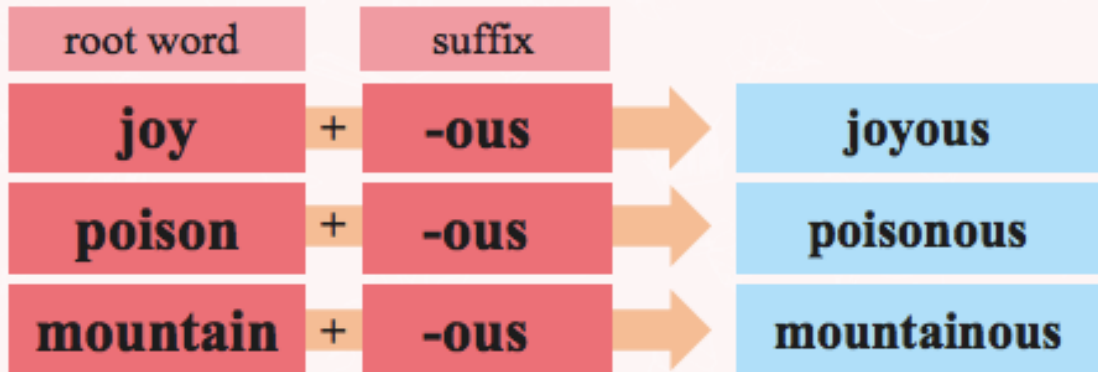 root word suffix
joy + -ous joyous
poison + -ous poisonous
mountain + -ous mountainous